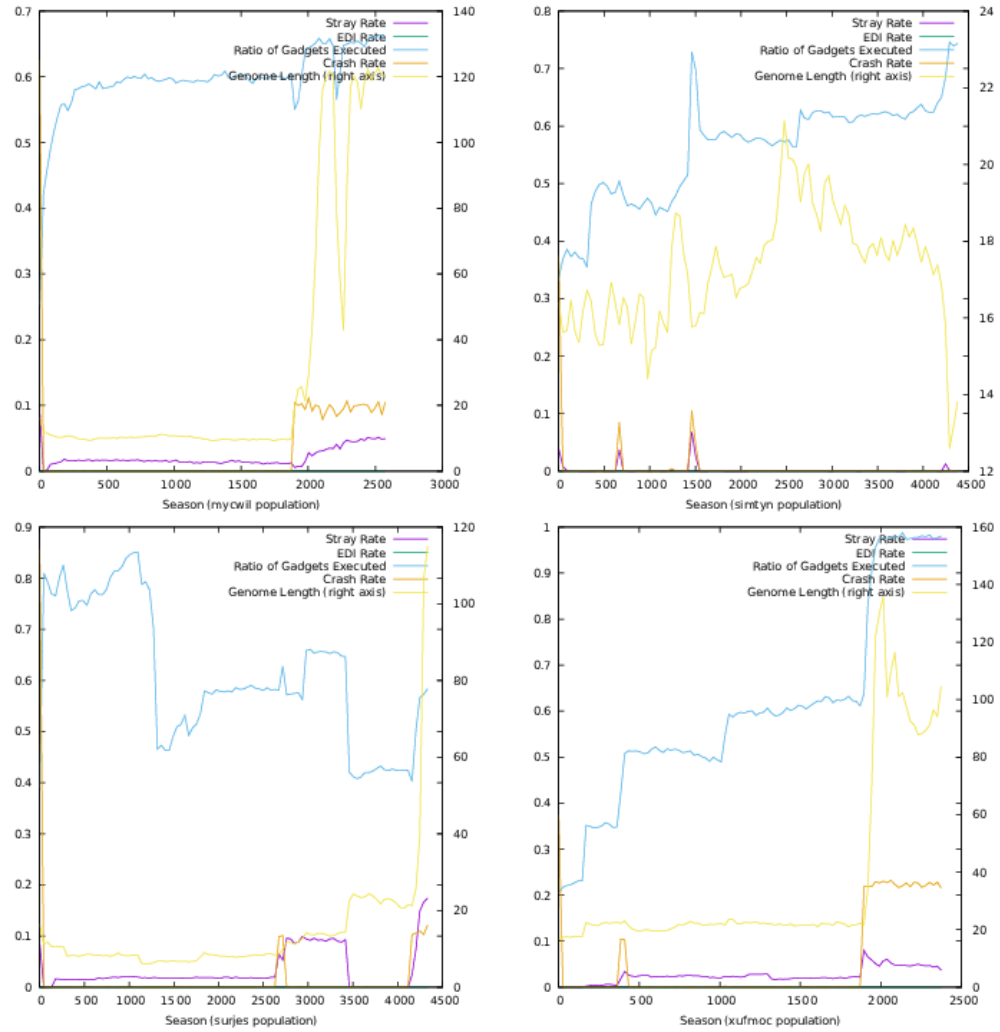 Stray Rate
EDI Rate
Ratio of Gadgets Executed
Crash Rate
Genome Length (right axis)
0.7
0.6
0.5
0.4
0.3
0.2
0.1
0
140
120
100
80
60
40
20
0
0 500 1000 1500 2000 2500 3000
Season (mycwil population)
Stray Rate
EDI Rate
Ratio of Gadgets Executed
Crash Rate
Genome Length (right axis)
0.8
0.7
0.6
0.5
0.4
0.3
0.2
0.1
0
24
22
20
18
16
14
12
0 500 1000 1500 2000 2500 3000 3500 4000 4500
Season (simtyn population)
Stray Rate
EDI Rate
Ratio of Gadgets Executed
Crash Rate
Genome Length (right axis)
0.9
0.8
0.7
0.6
0.5
0.4
0.3
0.2
0.1
0
120
100
80
60
40
20
0
0 500 1000 1500 2000 2500 3000 3500 4000 4500
Season (surjes population)
Stray Rate
EDI Rate
Ratio of Gadgets Executed
Crash Rate
Genome Length (right axis)
1
0.9
0.8
0.7
0.6
0.5
0.4
0.3
0.2
0.1
0
160
140
120
100
80
60
40
20
0
0 500 1000 1500 2000 2500
Season (xufmoc population)